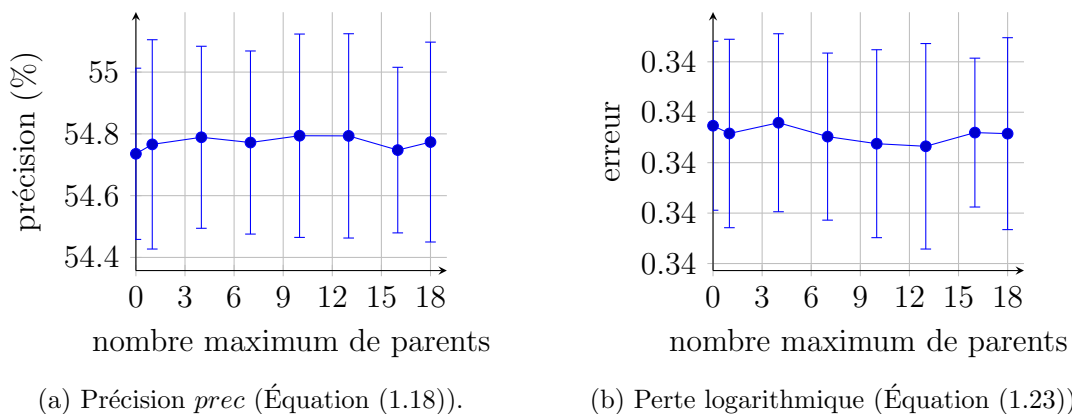 précision (%)
55
54.8
54.6
54.4
0 3 6 9 12 15 18
nombre maximum de parents
(a) Précision prec (Équation (1.18)).
erreur
0.34
0.34
0.34
0.34
0.34
0 3 6 9 12 15 18
nombre maximum de parents
(b) Perte logarithmique (Équation (1.23))